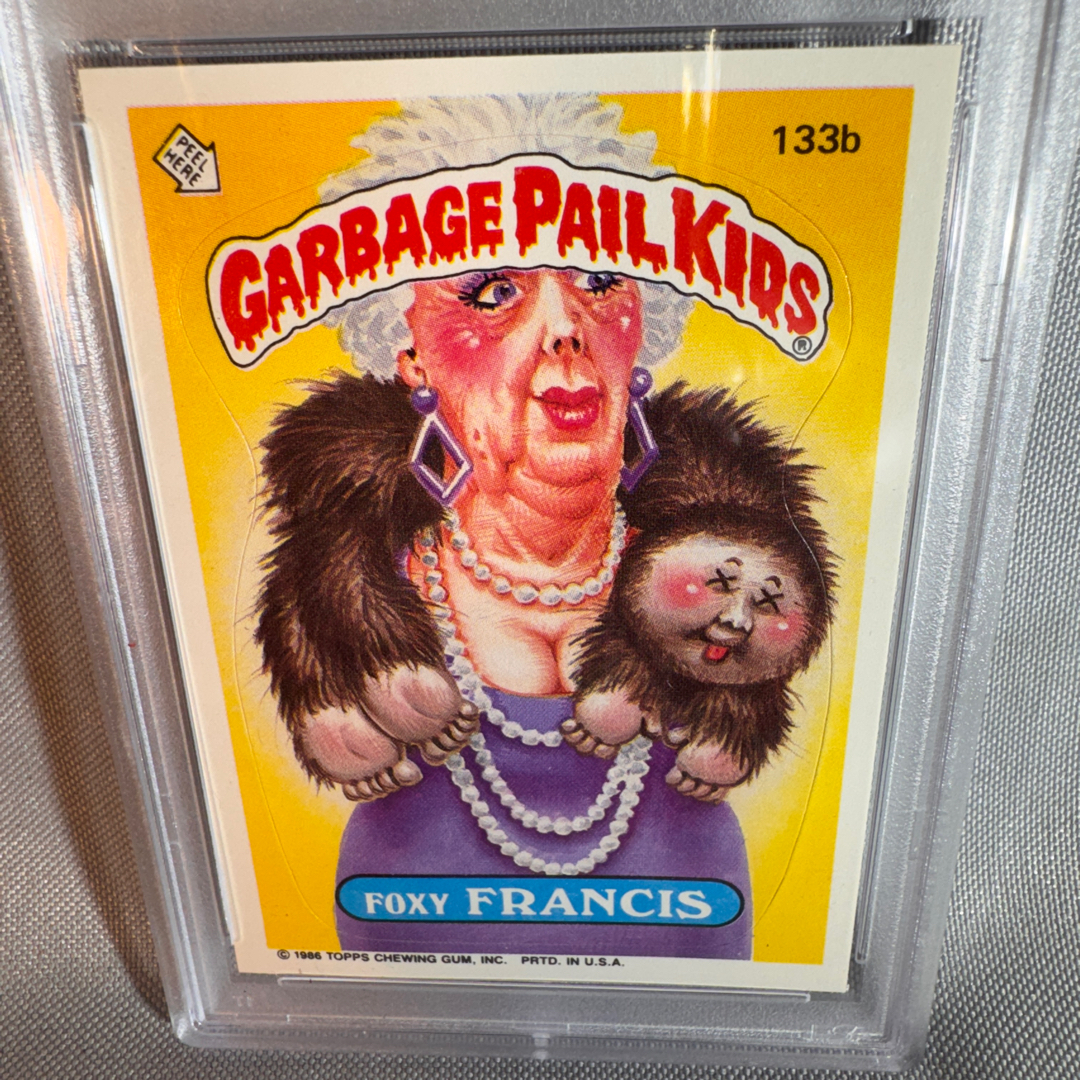 PEEL
HERE
133b
GARBAGE PAIL KIDS
®
FOXY FRANCIS
© 1986 TOPPS CHEWING GUM, INC. PRTD. IN U.S.A.